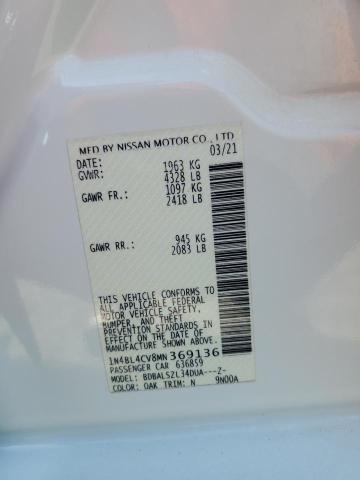 MFD BY NISSAN MOTOR CO., LTD
DATE: 03/21
GVWR: 1963 KG
4328 LB
GAWR FR.: 1097 KG
2418 LB
GAWR RR.: 945 KG
2083 LB
THIS VEHICLE CONFORMS TO
ALL APPLICABLE FEDERAL
MOTOR VEHICLE SAFETY,
BUMPER, AND THEFT
PREVENTION STANDARDS IN
EFFECT ON THE DATE OF
MANUFACTURE SHOWN ABOVE
1N4BL4CV8MN369136
PASSENGER CAR 636859
MODEL: BDBALSZL34DUA---Z-
COLOR: OAK TRIM: N 9N00A